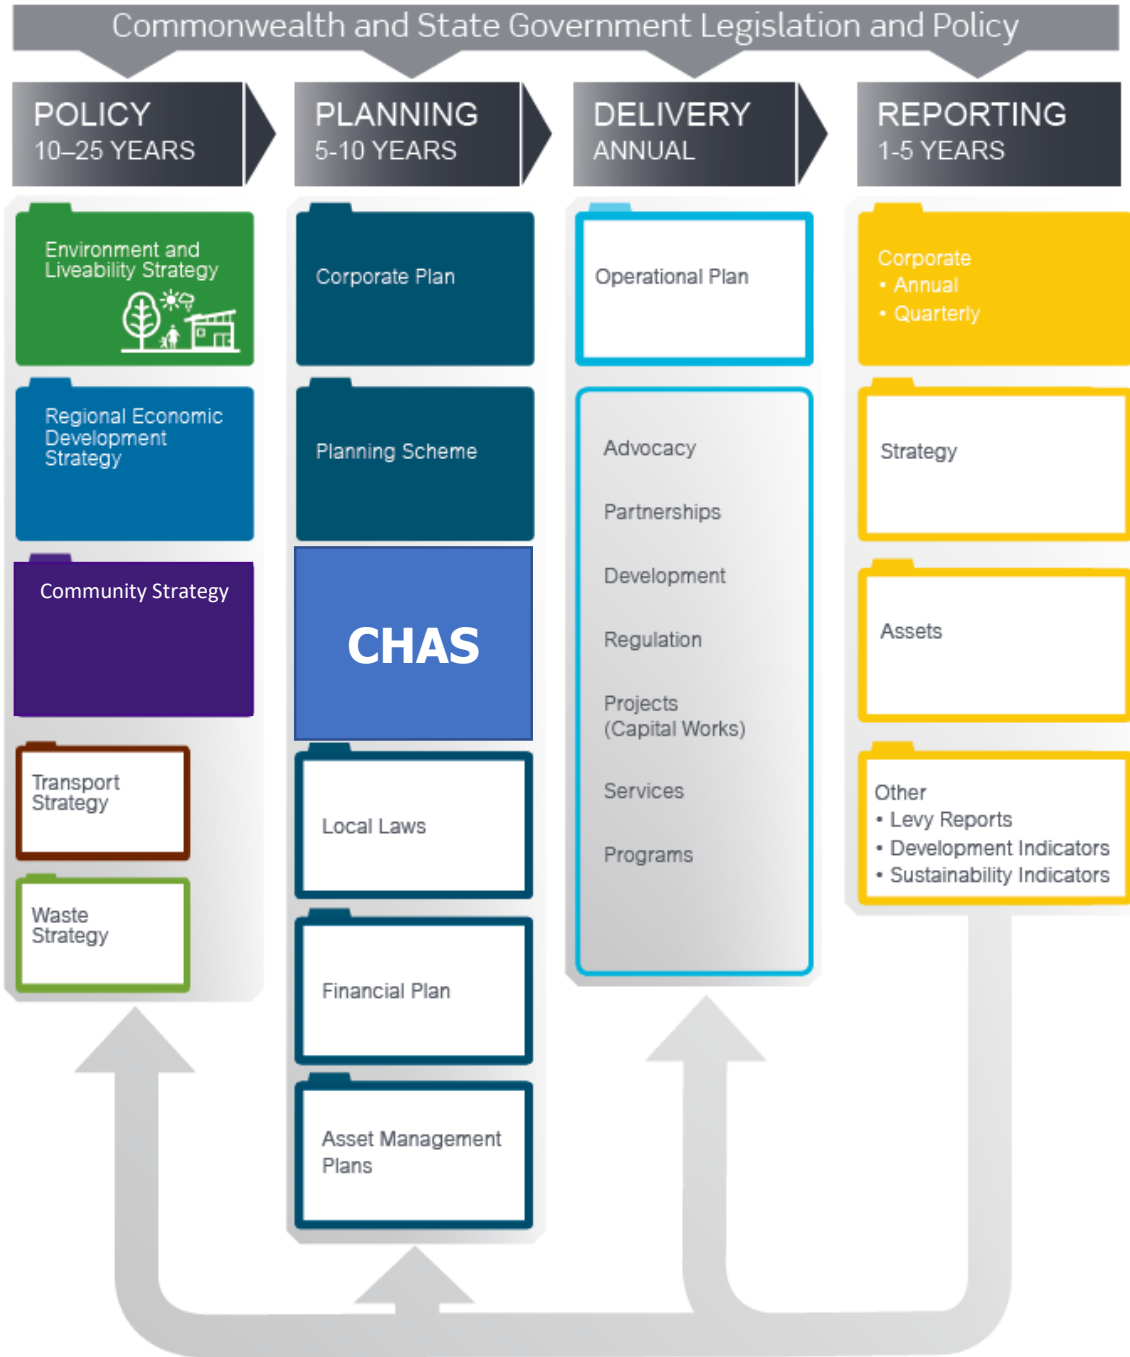 Commonwealth and State Government Legislation and Policy
POLICY
10–25 YEARS
PLANNING
5-10 YEARS
DELIVERY
ANNUAL
REPORTING
1-5 YEARS
Environment and
Liveability Strategy
Regional Economic
Development
Strategy
Community Strategy
Transport
Strategy
Waste
Strategy
Corporate Plan
Planning Scheme
CHAS
Local Laws
Financial Plan
Asset Management
Plans
Operational Plan
Advocacy
Partnerships
Development
Regulation
Projects
(Capital Works)
Services
Programs
Corporate
• Annual
• Quarterly
Strategy
Assets
Other
• Levy Reports
• Development Indicators
• Sustainability Indicators